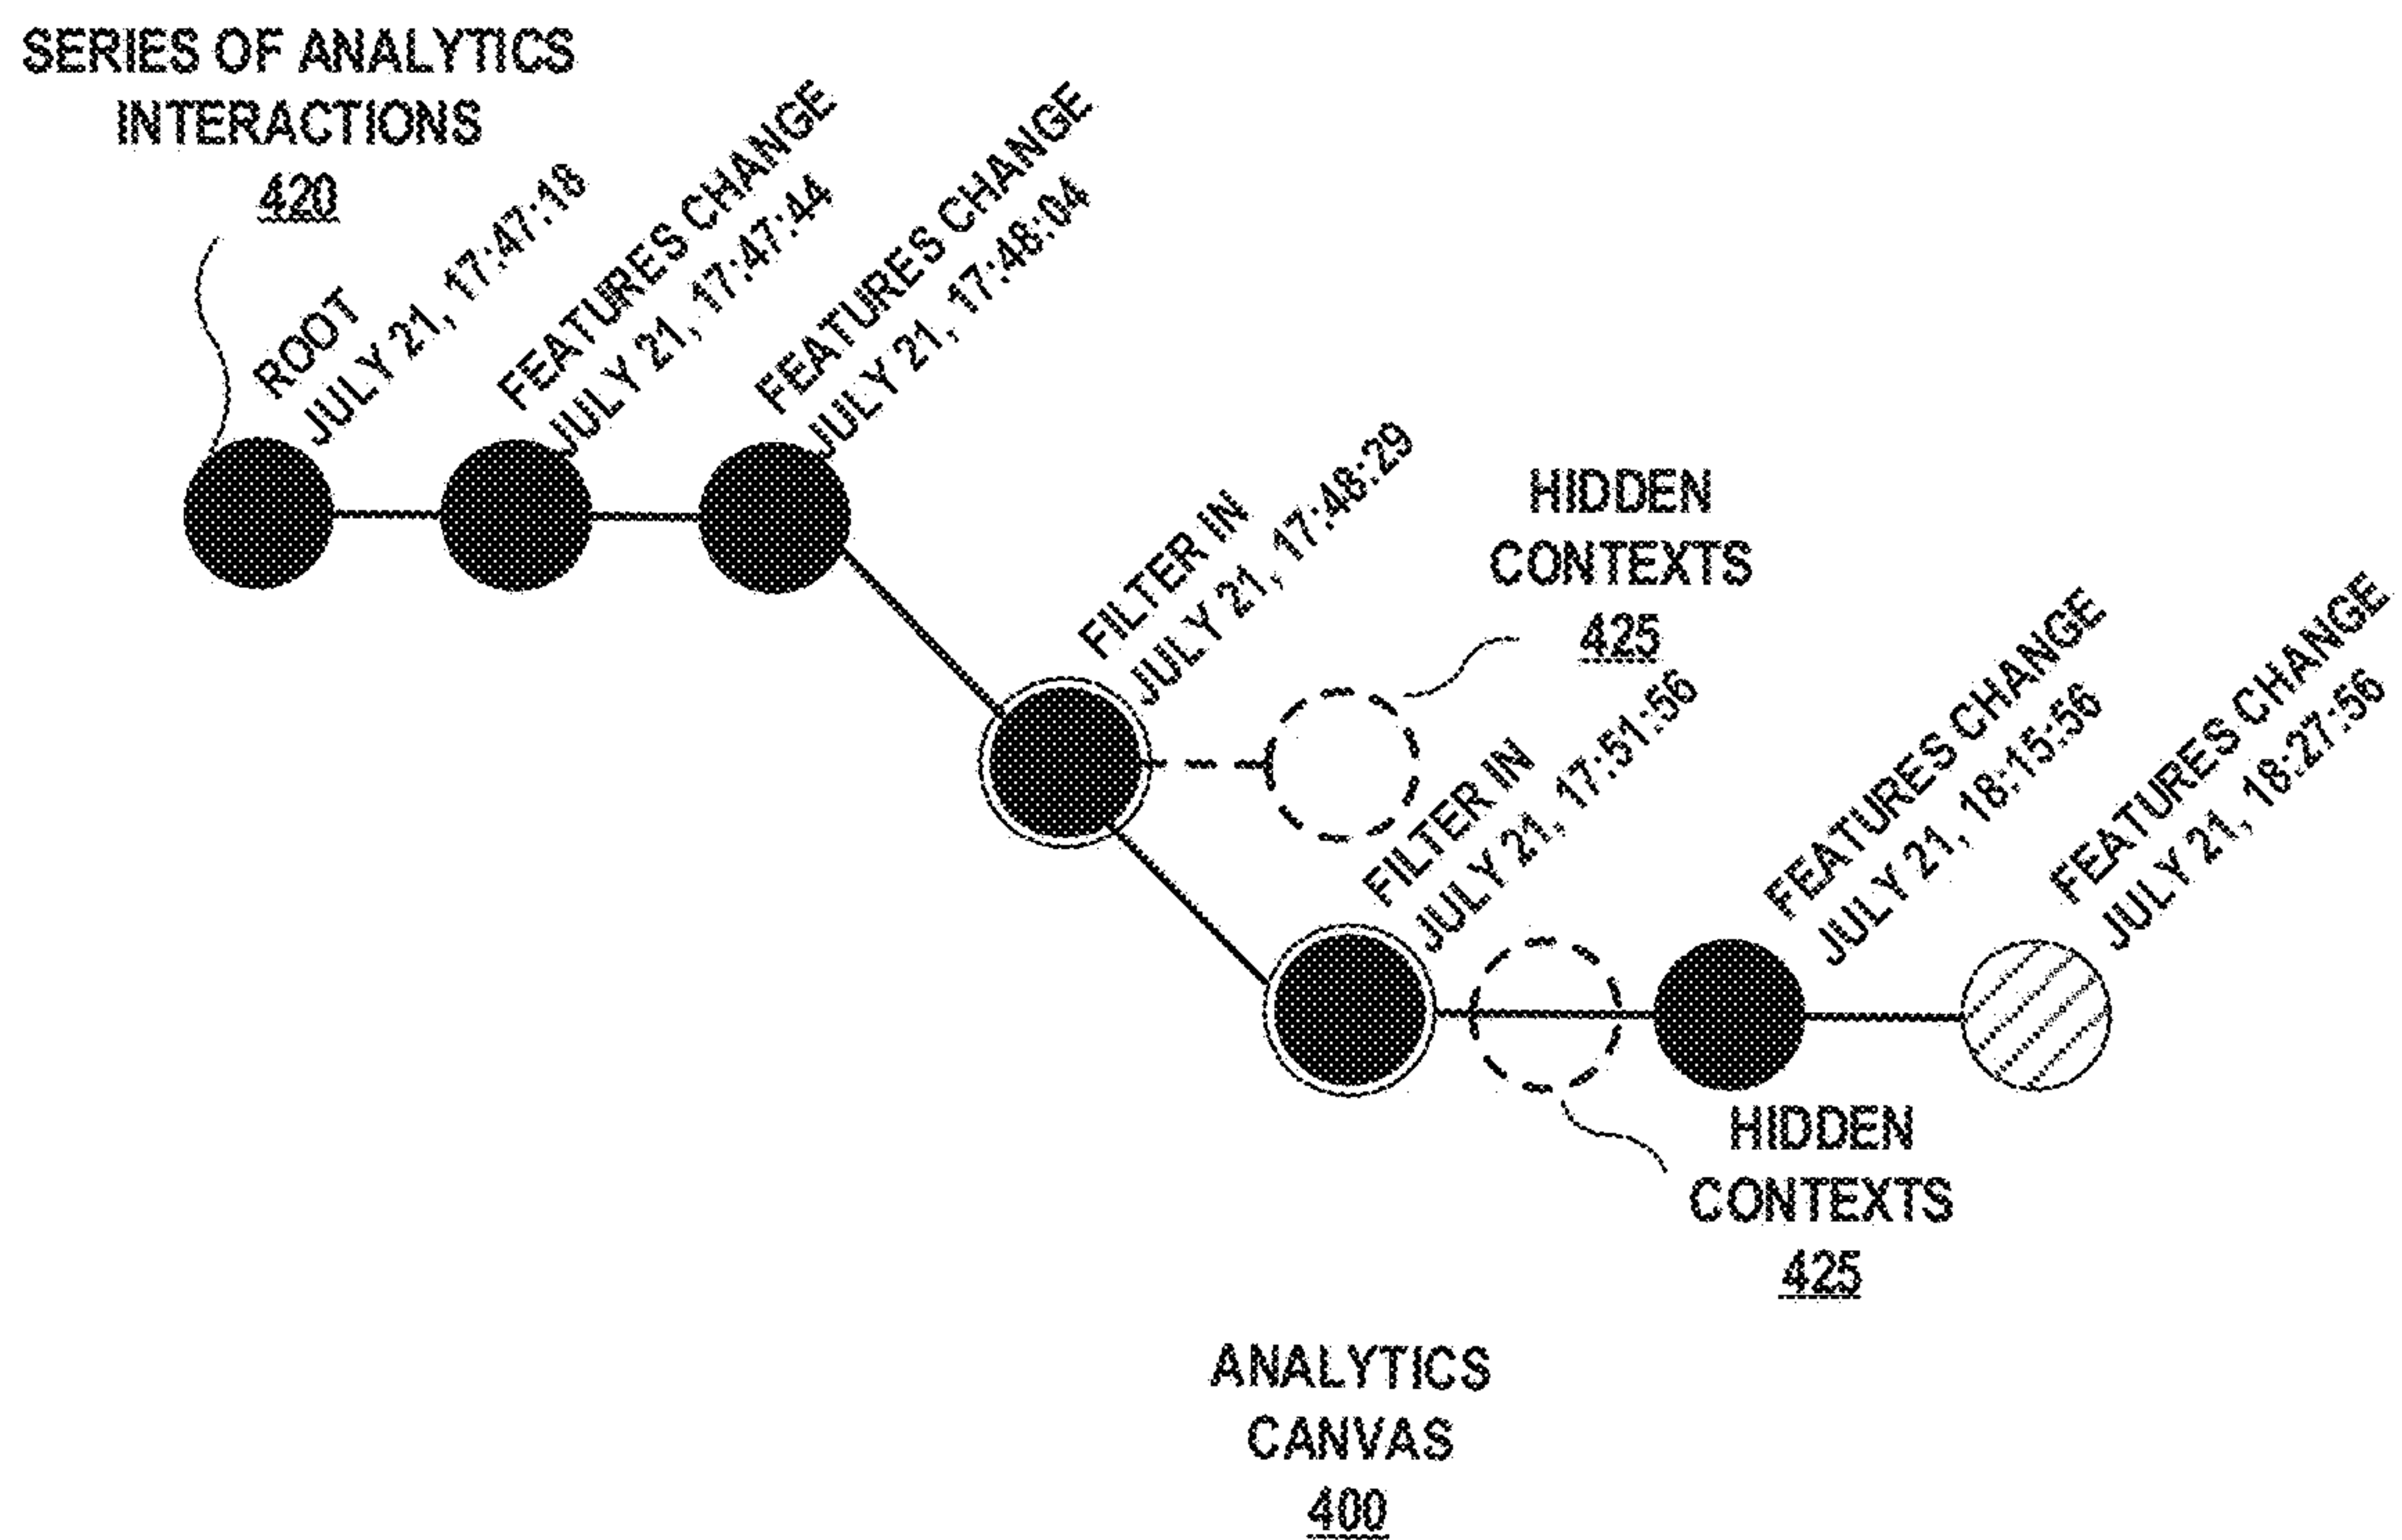 SERIES OF ANALYTICS
INTERACTIONS
420
ROOT
JULY 21, 17:47:18
FEATURES CHANGE
JULY 21, 17:47:44
FEATURES CHANGE
JULY 21, 17:48:04
FILTER IN
JULY 21, 17:48:29
HIDDEN
CONTEXTS
425
FILTER IN
JULY 21, 17:51:56
FEATURES CHANGE
JULY 21, 18:15:56
FEATURES CHANGE
JULY 21, 18:27:56
HIDDEN
CONTEXTS
425
ANALYTICS
CANVAS
400